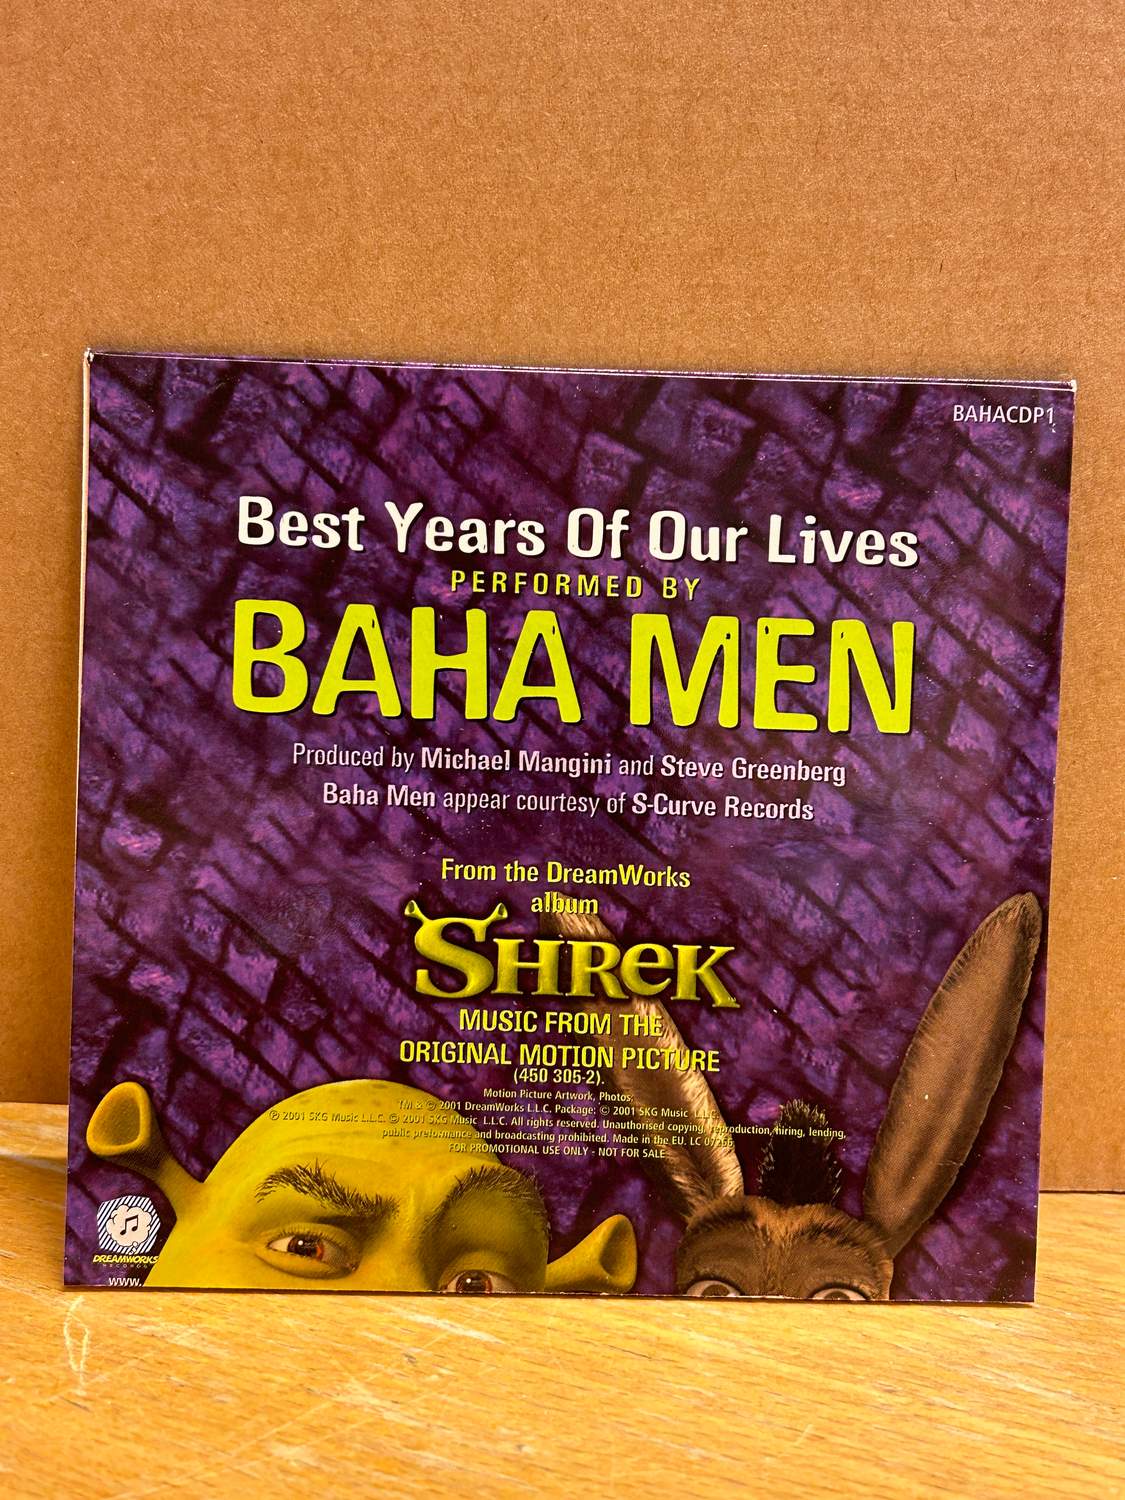 BAHACDP1
Best Years Of Our Lives
PERFORMED BY
BAHA MEN
Produced by Michael Mangini and Steve Greenberg
Baha Men appear courtesy of S-Curve Records
From the DreamWorks
album
SHReK™
MUSIC FROM THE
ORIGINAL MOTION PICTURE
(450 305-2).
Motion Picture Artwork, Photos:
TM & © 2001 DreamWorks L.L.C. Package: © 2001 SKG Music L.L.C.
℗ 2001 SKG Music L.L.C. © 2001 SKG Music L.L.C. All rights reserved. Unauthorised copying, reproduction, hiring, lending,
public preformance and broadcasting prohibited. Made in the EU. LC
FOR PROMOTIONAL USE ONLY - NOT FOR SALE
DREAMWORKS
RECORDS
www.